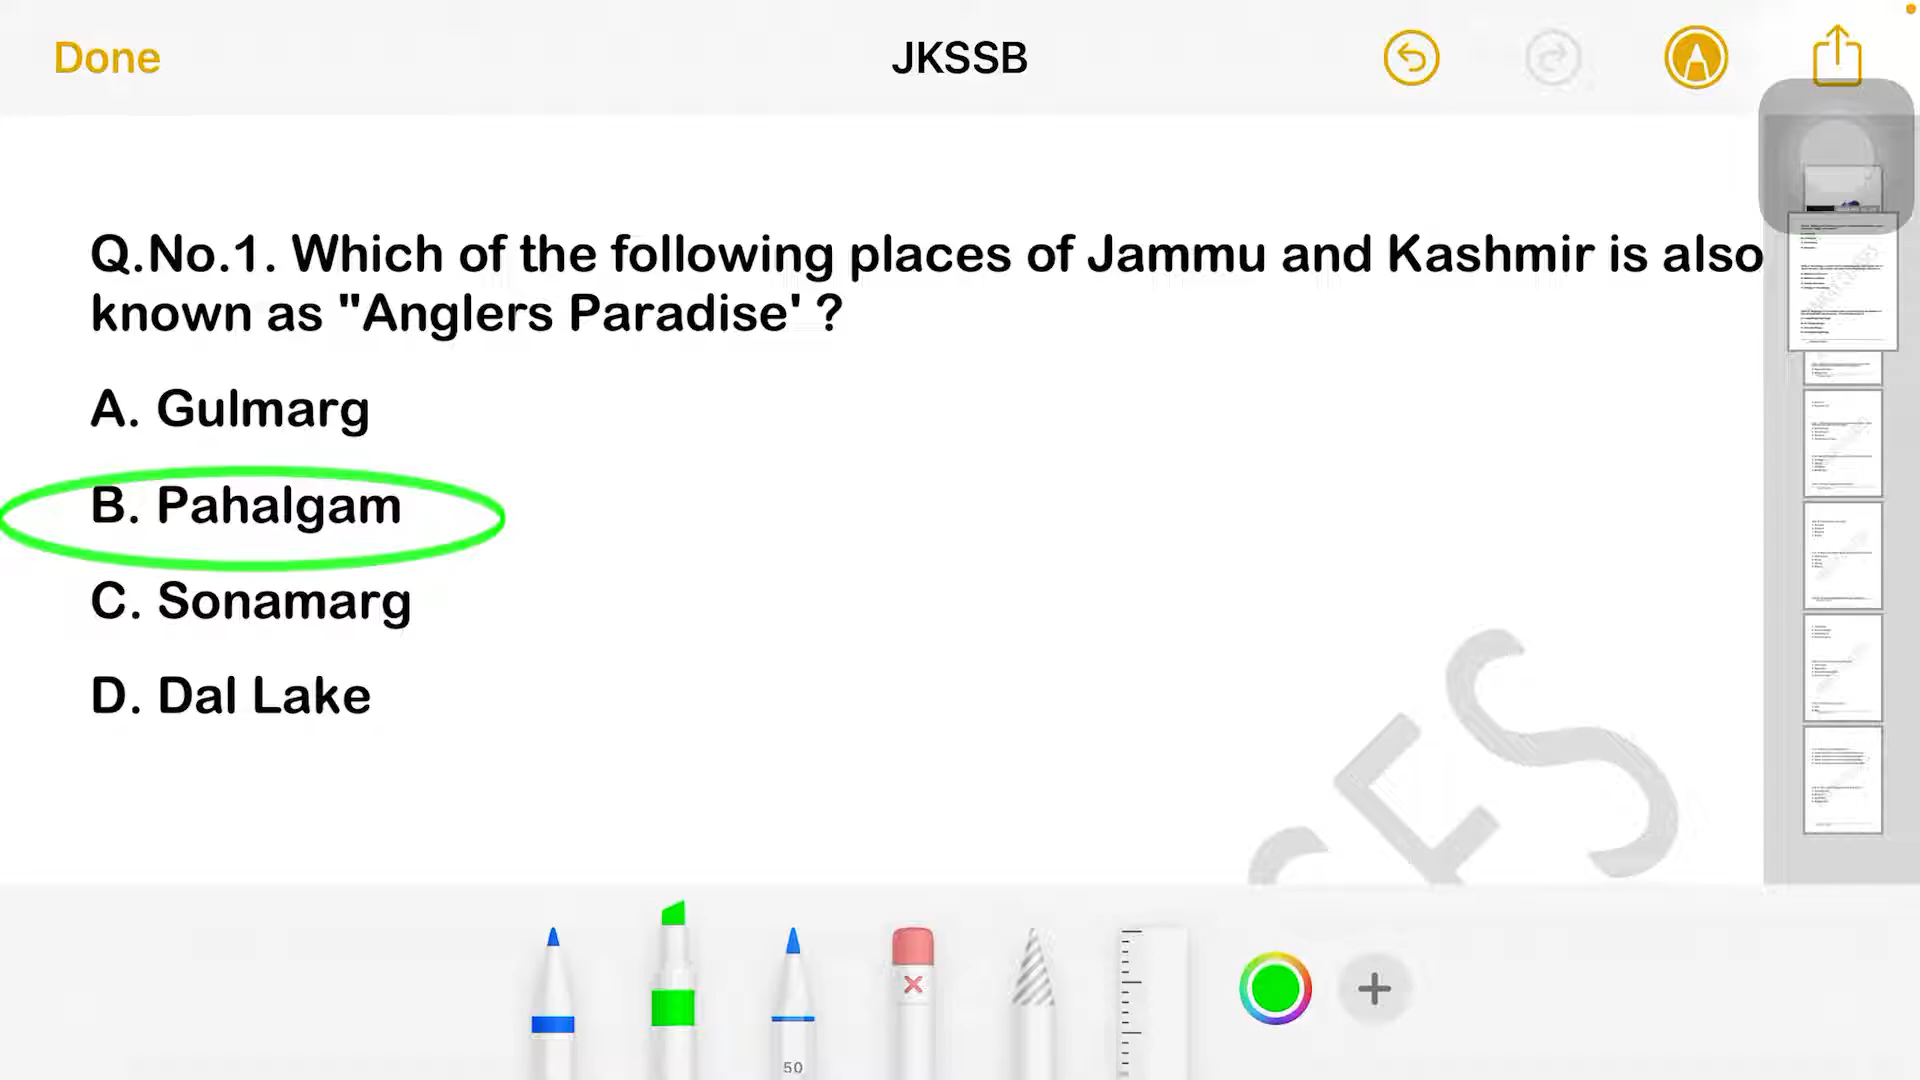 Done
JKSSB
Q.No.1. Which of the following places of Jammu and Kashmir is also
known as "Anglers Paradise' ?
A. Gulmarg
B. Pahalgam
C. Sonamarg
D. Dal Lake
ES
50